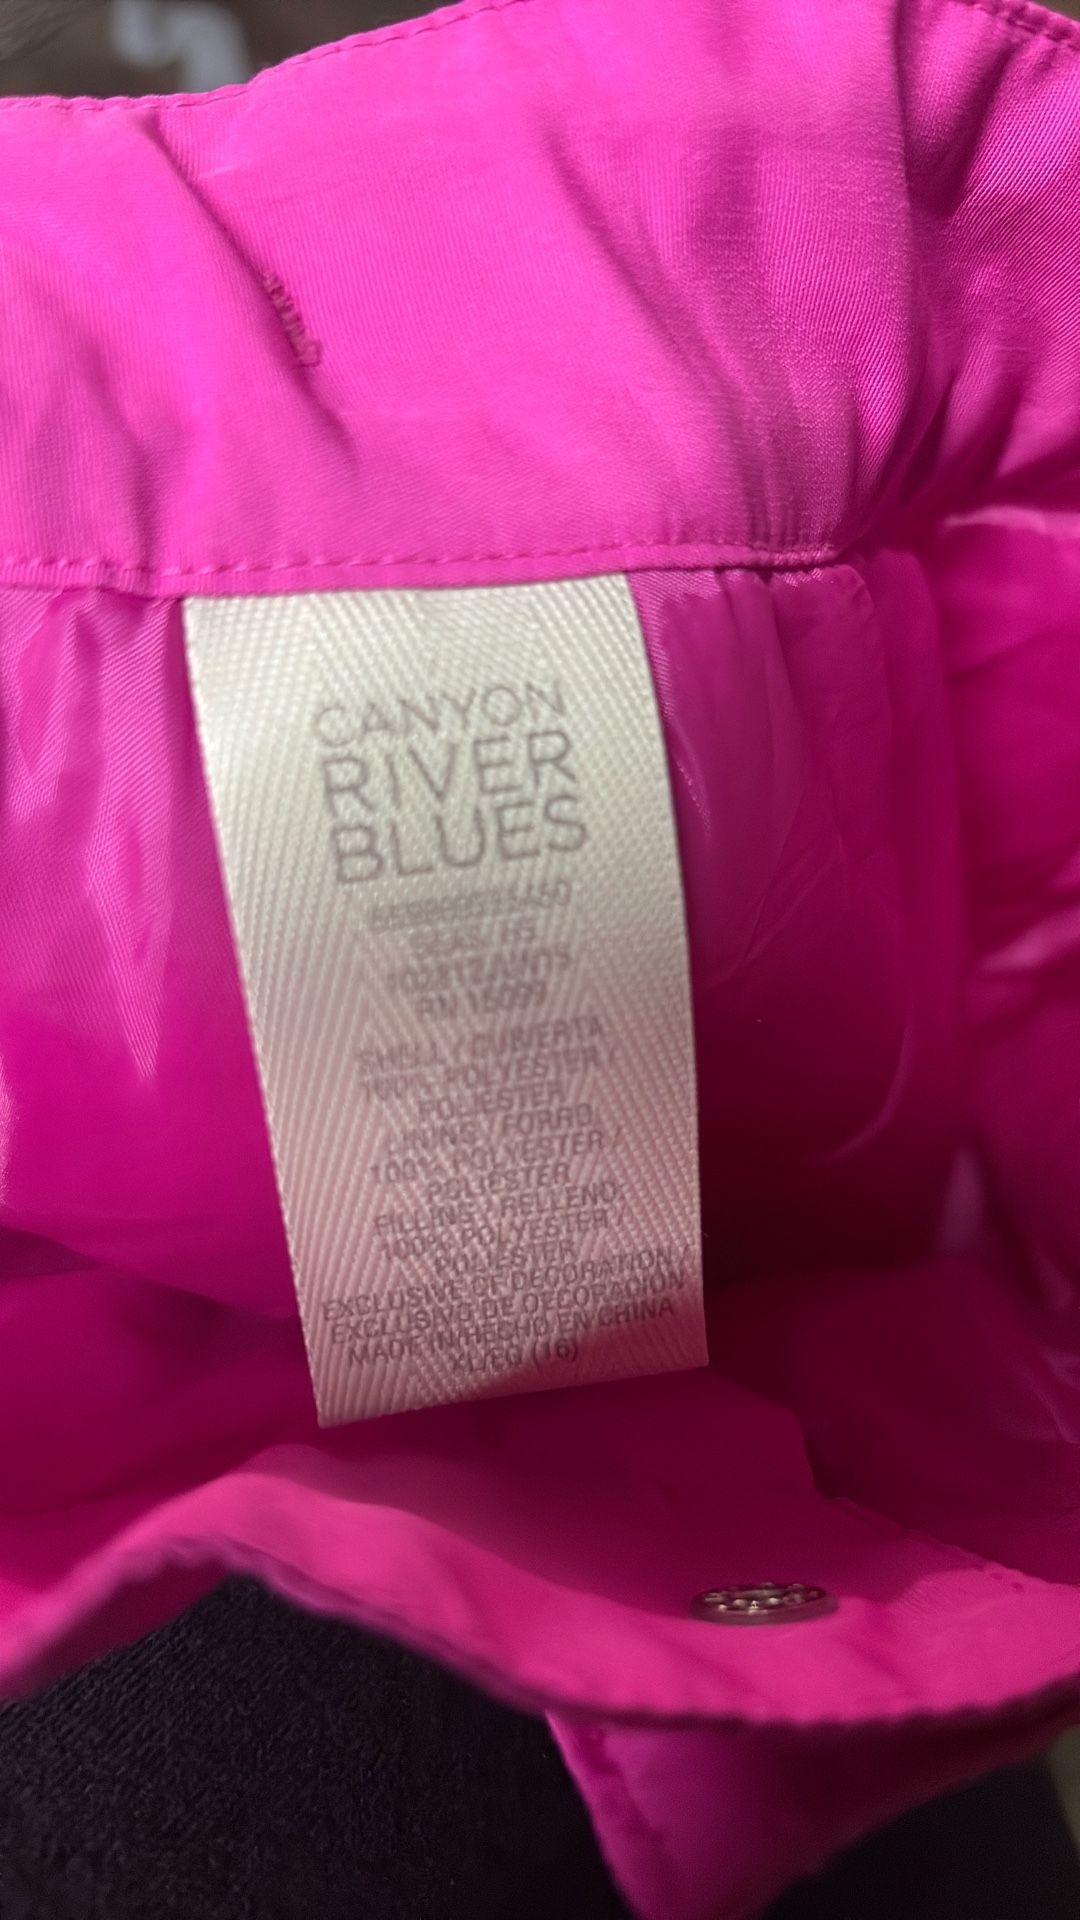 CANYON
RIVER
BLUES
RN 15099
SHELL / CUBIERTA
100% POLYESTER /
POLIESTER
LINING / FORRO
100% POLYESTER /
POLIESTER
FILLING / RELLENO
100% POLYESTER /
POLYESTER
EXCLUSIVE OF DECORATION /
EXCLUSIVO DE DECORACION
MADE IN/HECHO EN CHINA
XL/EG (16)